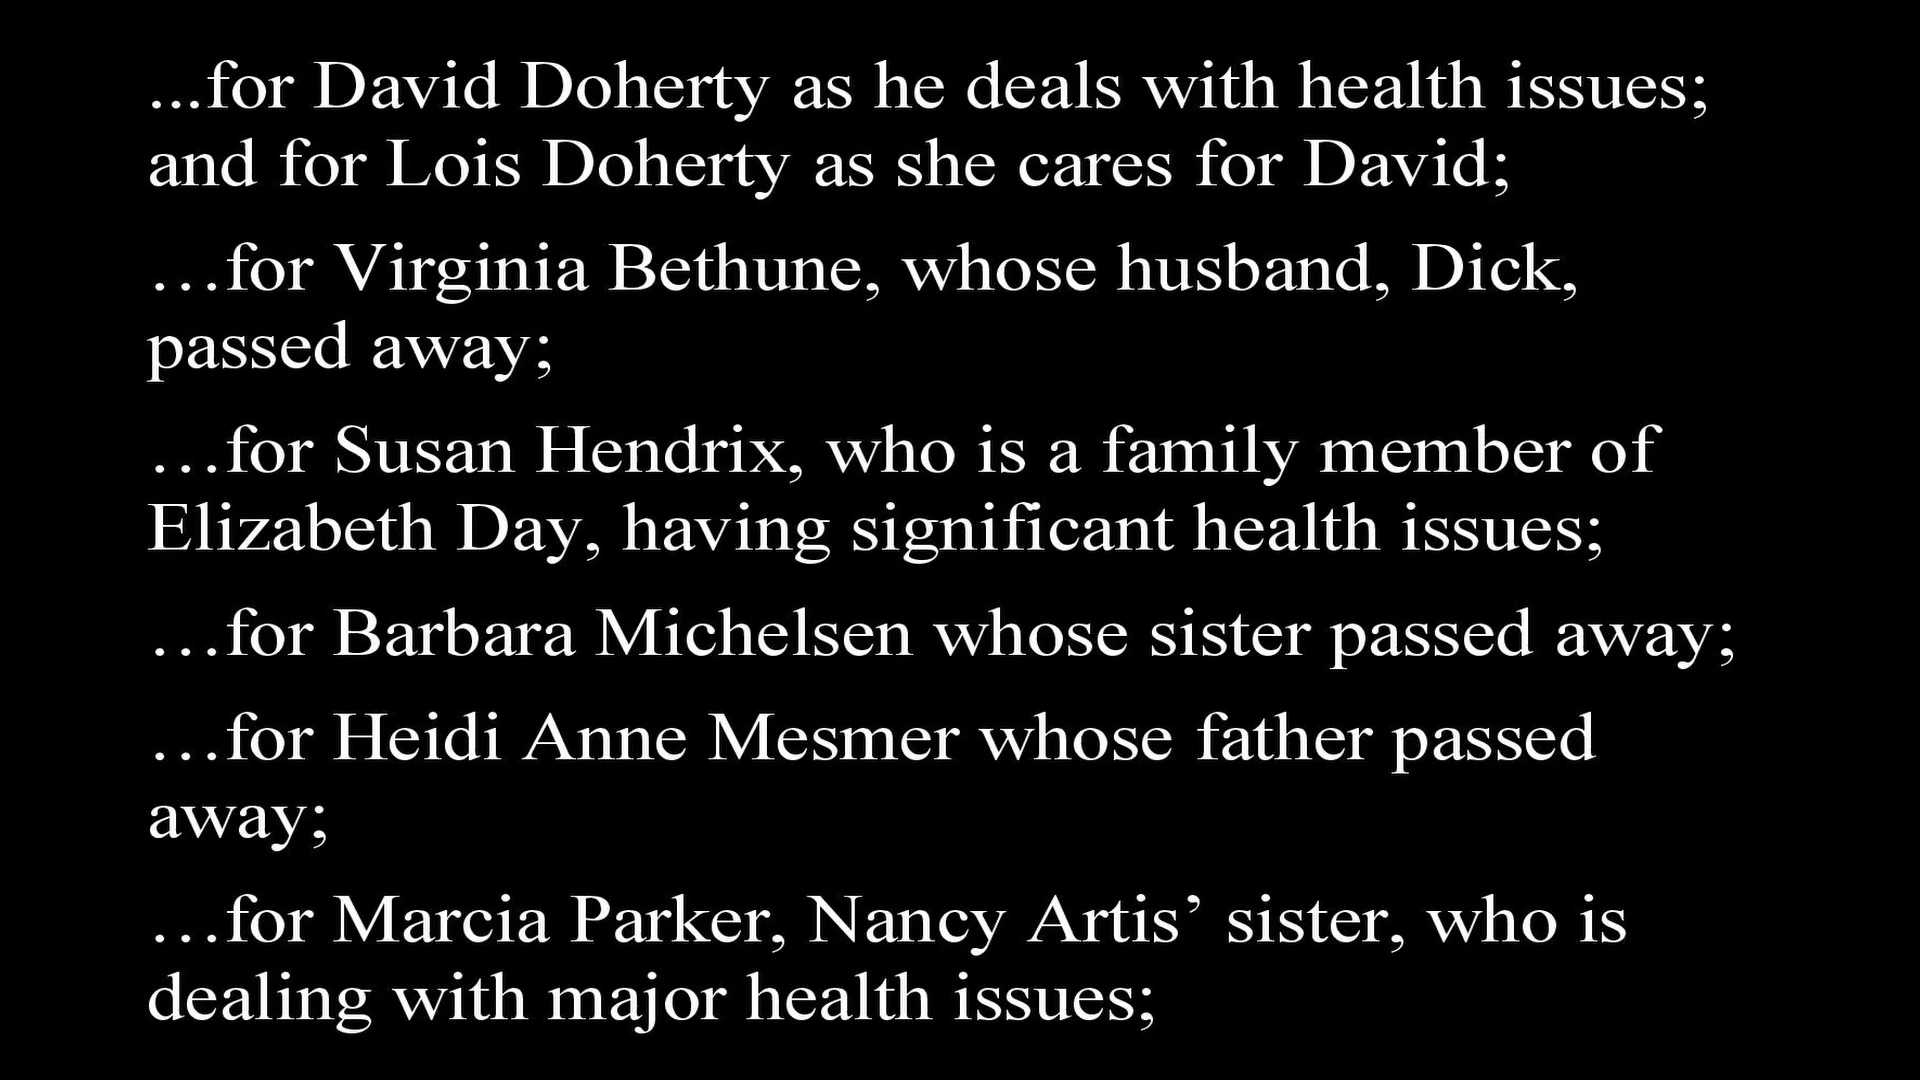 ...for David Doherty as he deals with health issues;
and for Lois Doherty as she cares for David;
…for Virginia Bethune, whose husband, Dick,
passed away;
…for Susan Hendrix, who is a family member of
Elizabeth Day, having significant health issues;
…for Barbara Michelsen whose sister passed away;
…for Heidi Anne Mesmer whose father passed
away;
…for Marcia Parker, Nancy Artis’ sister, who is
dealing with major health issues;